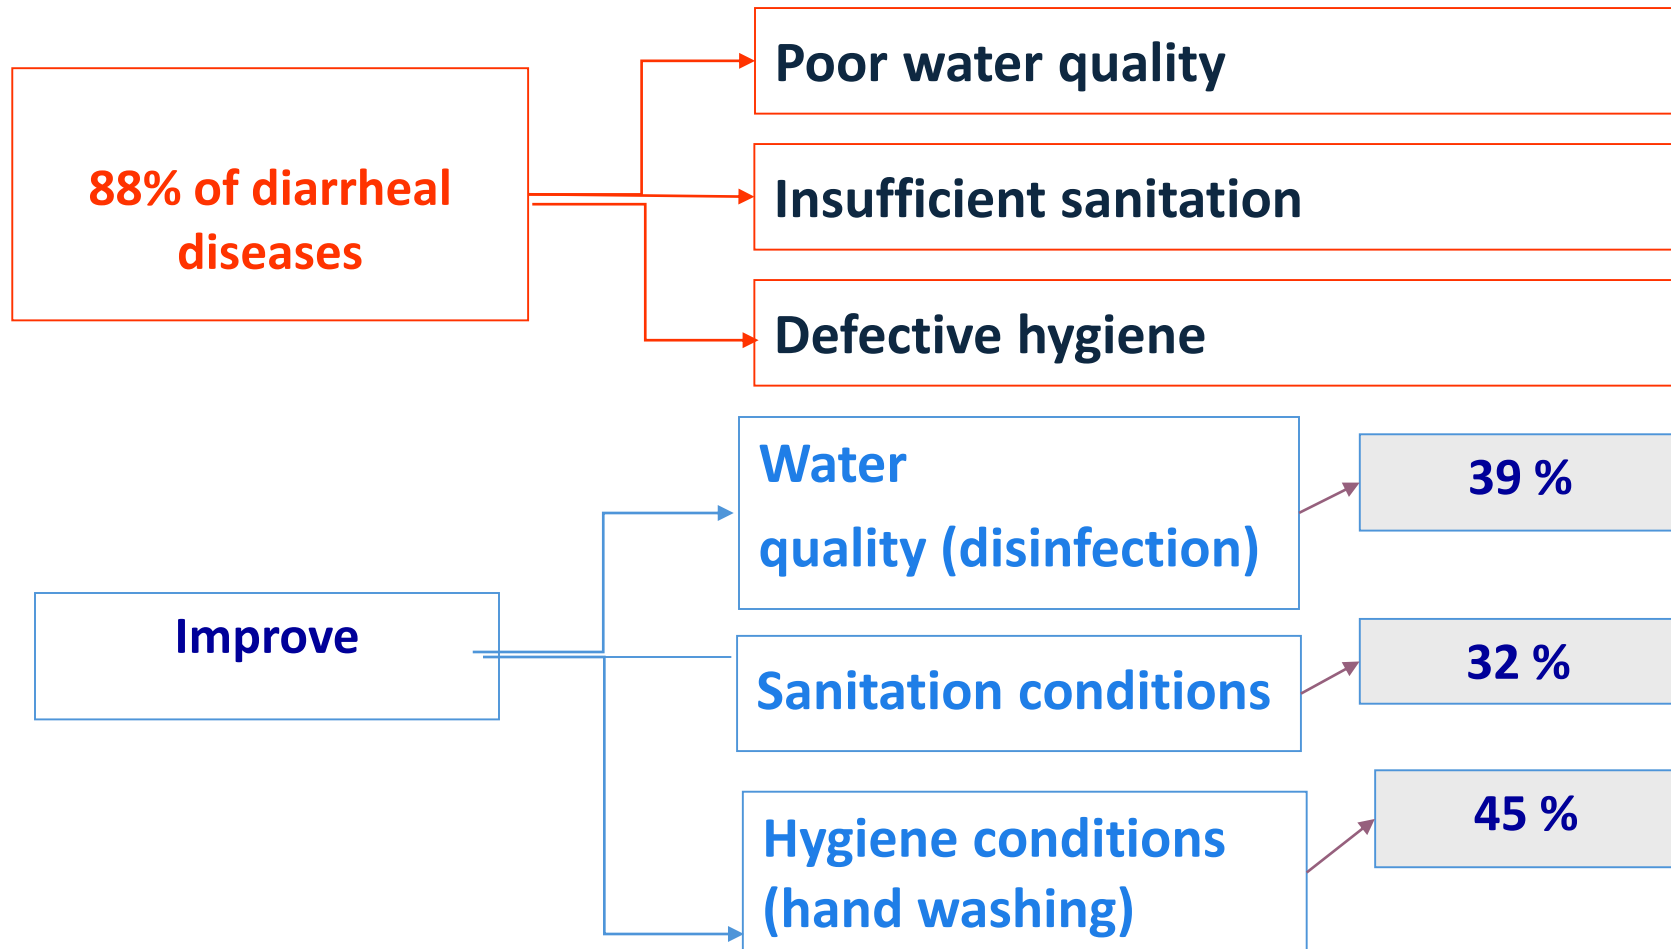 Poor water quality
88% of diarrheal
diseases
Insufficient sanitation
Defective hygiene
Water
quality (disinfection)
39 %
Improve
Sanitation conditions
32 %
Hygiene conditions
(hand washing)
45 %